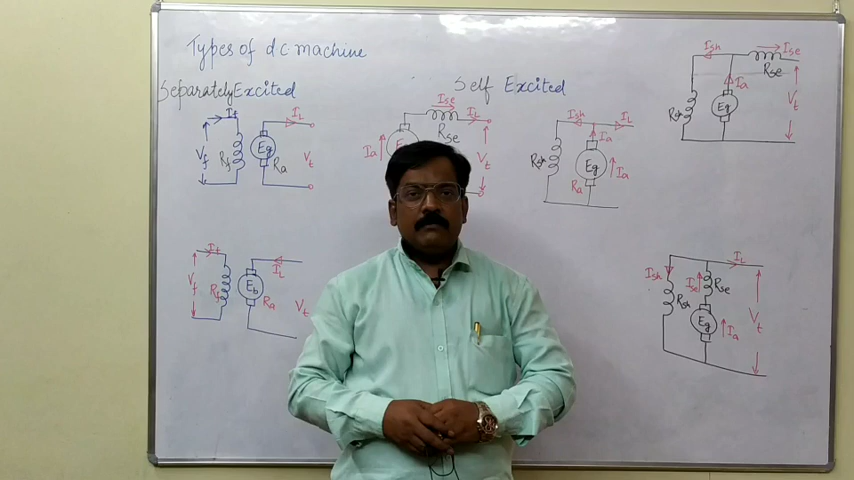 Types of d.c machine
Separately Excited
Self Excited
If
Vf
Rf
Eg
Ra
IL
Vt
Ise
Rse
IL
Ia
Vt
Ish
IL
Ia
Rsh
Eg
Ra
Ia
Ish
Ise
Rse
Ia
Rsh
Eg
Vt
If
Vf
Rf
Eb
IL
Ra
Vt
Ish
IL
Ise
Rse
Rsh
Eg
Ia
Vt